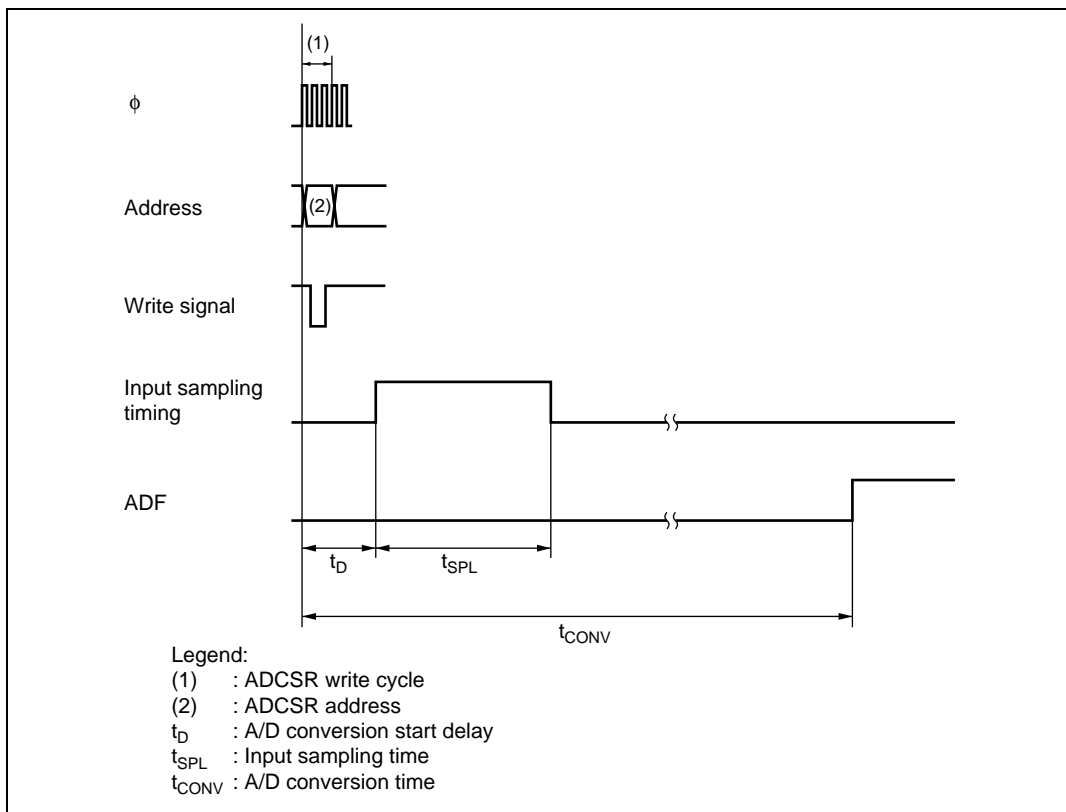 (1)
ϕ
Address
(2)
Write signal
Input sampling
timing
ADF
tD
tSPL
tCONV
Legend:
(1) : ADCSR write cycle
(2) : ADCSR address
tD : A/D conversion start delay
tSPL : Input sampling time
tCONV : A/D conversion time